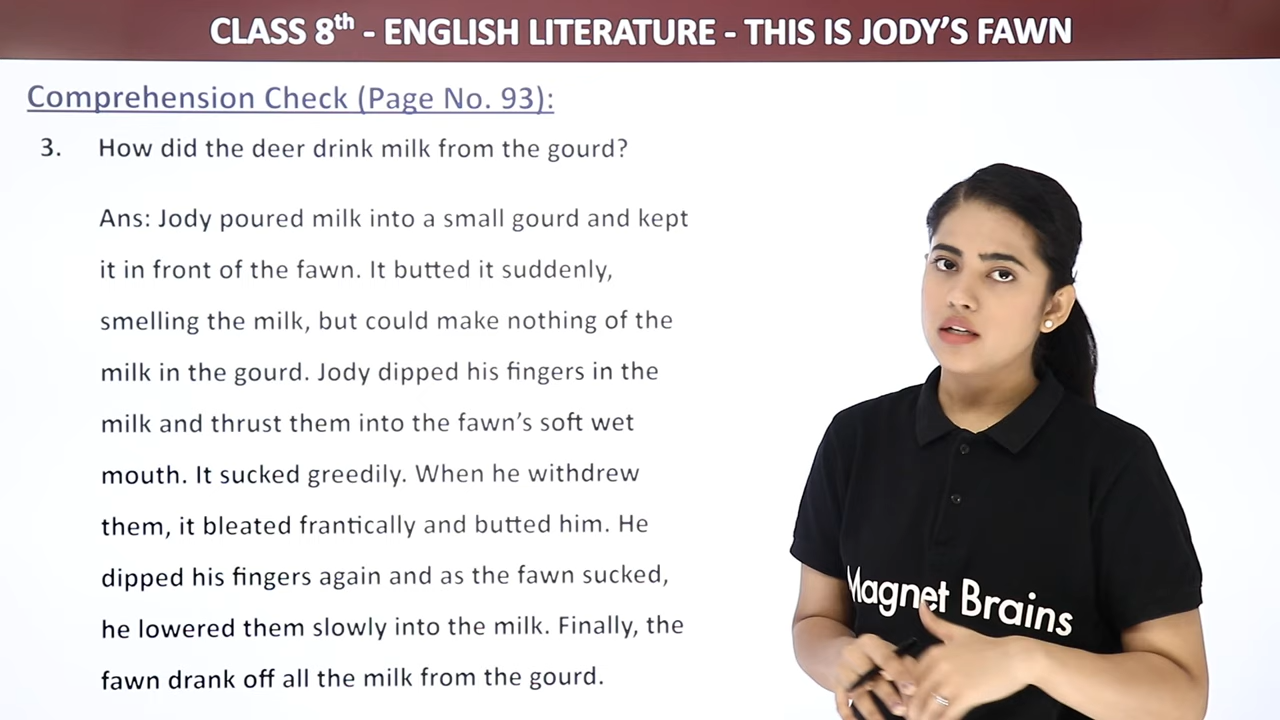 CLASS 8th - ENGLISH LITERATURE - THIS IS JODY'S FAWN
Comprehension Check (Page No. 93):
3. How did the deer drink milk from the gourd?
Ans: Jody poured milk into a small gourd and kept
it in front of the fawn. It butted it suddenly,
smelling the milk, but could make nothing of the
milk in the gourd. Jody dipped his fingers in the
milk and thrust them into the fawn's soft wet
mouth. It sucked greedily. When he withdrew
them, it bleated frantically and butted him. He
dipped his fingers again and as the fawn sucked,
he lowered them slowly into the milk. Finally, the
fawn drank off all the milk from the gourd.
Magnet Brains